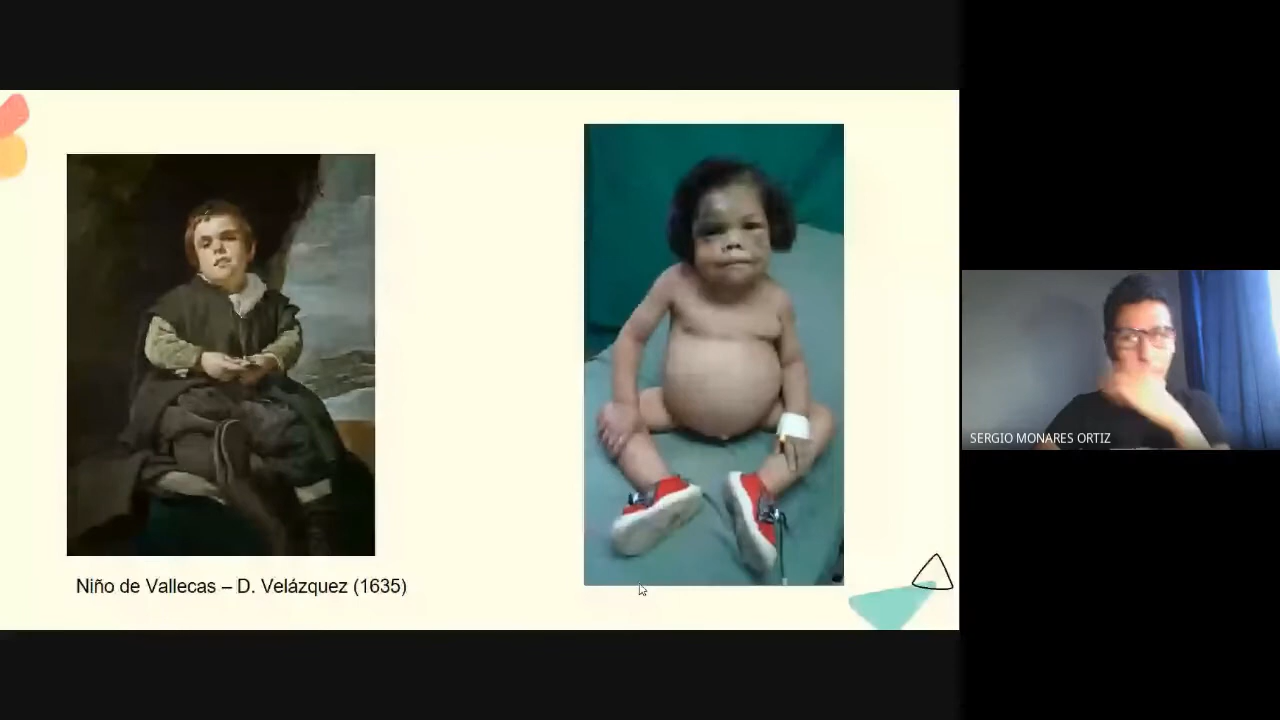 Niño de Vallecas – D. Velázquez (1635)
SERGIO MONARES ORTIZ